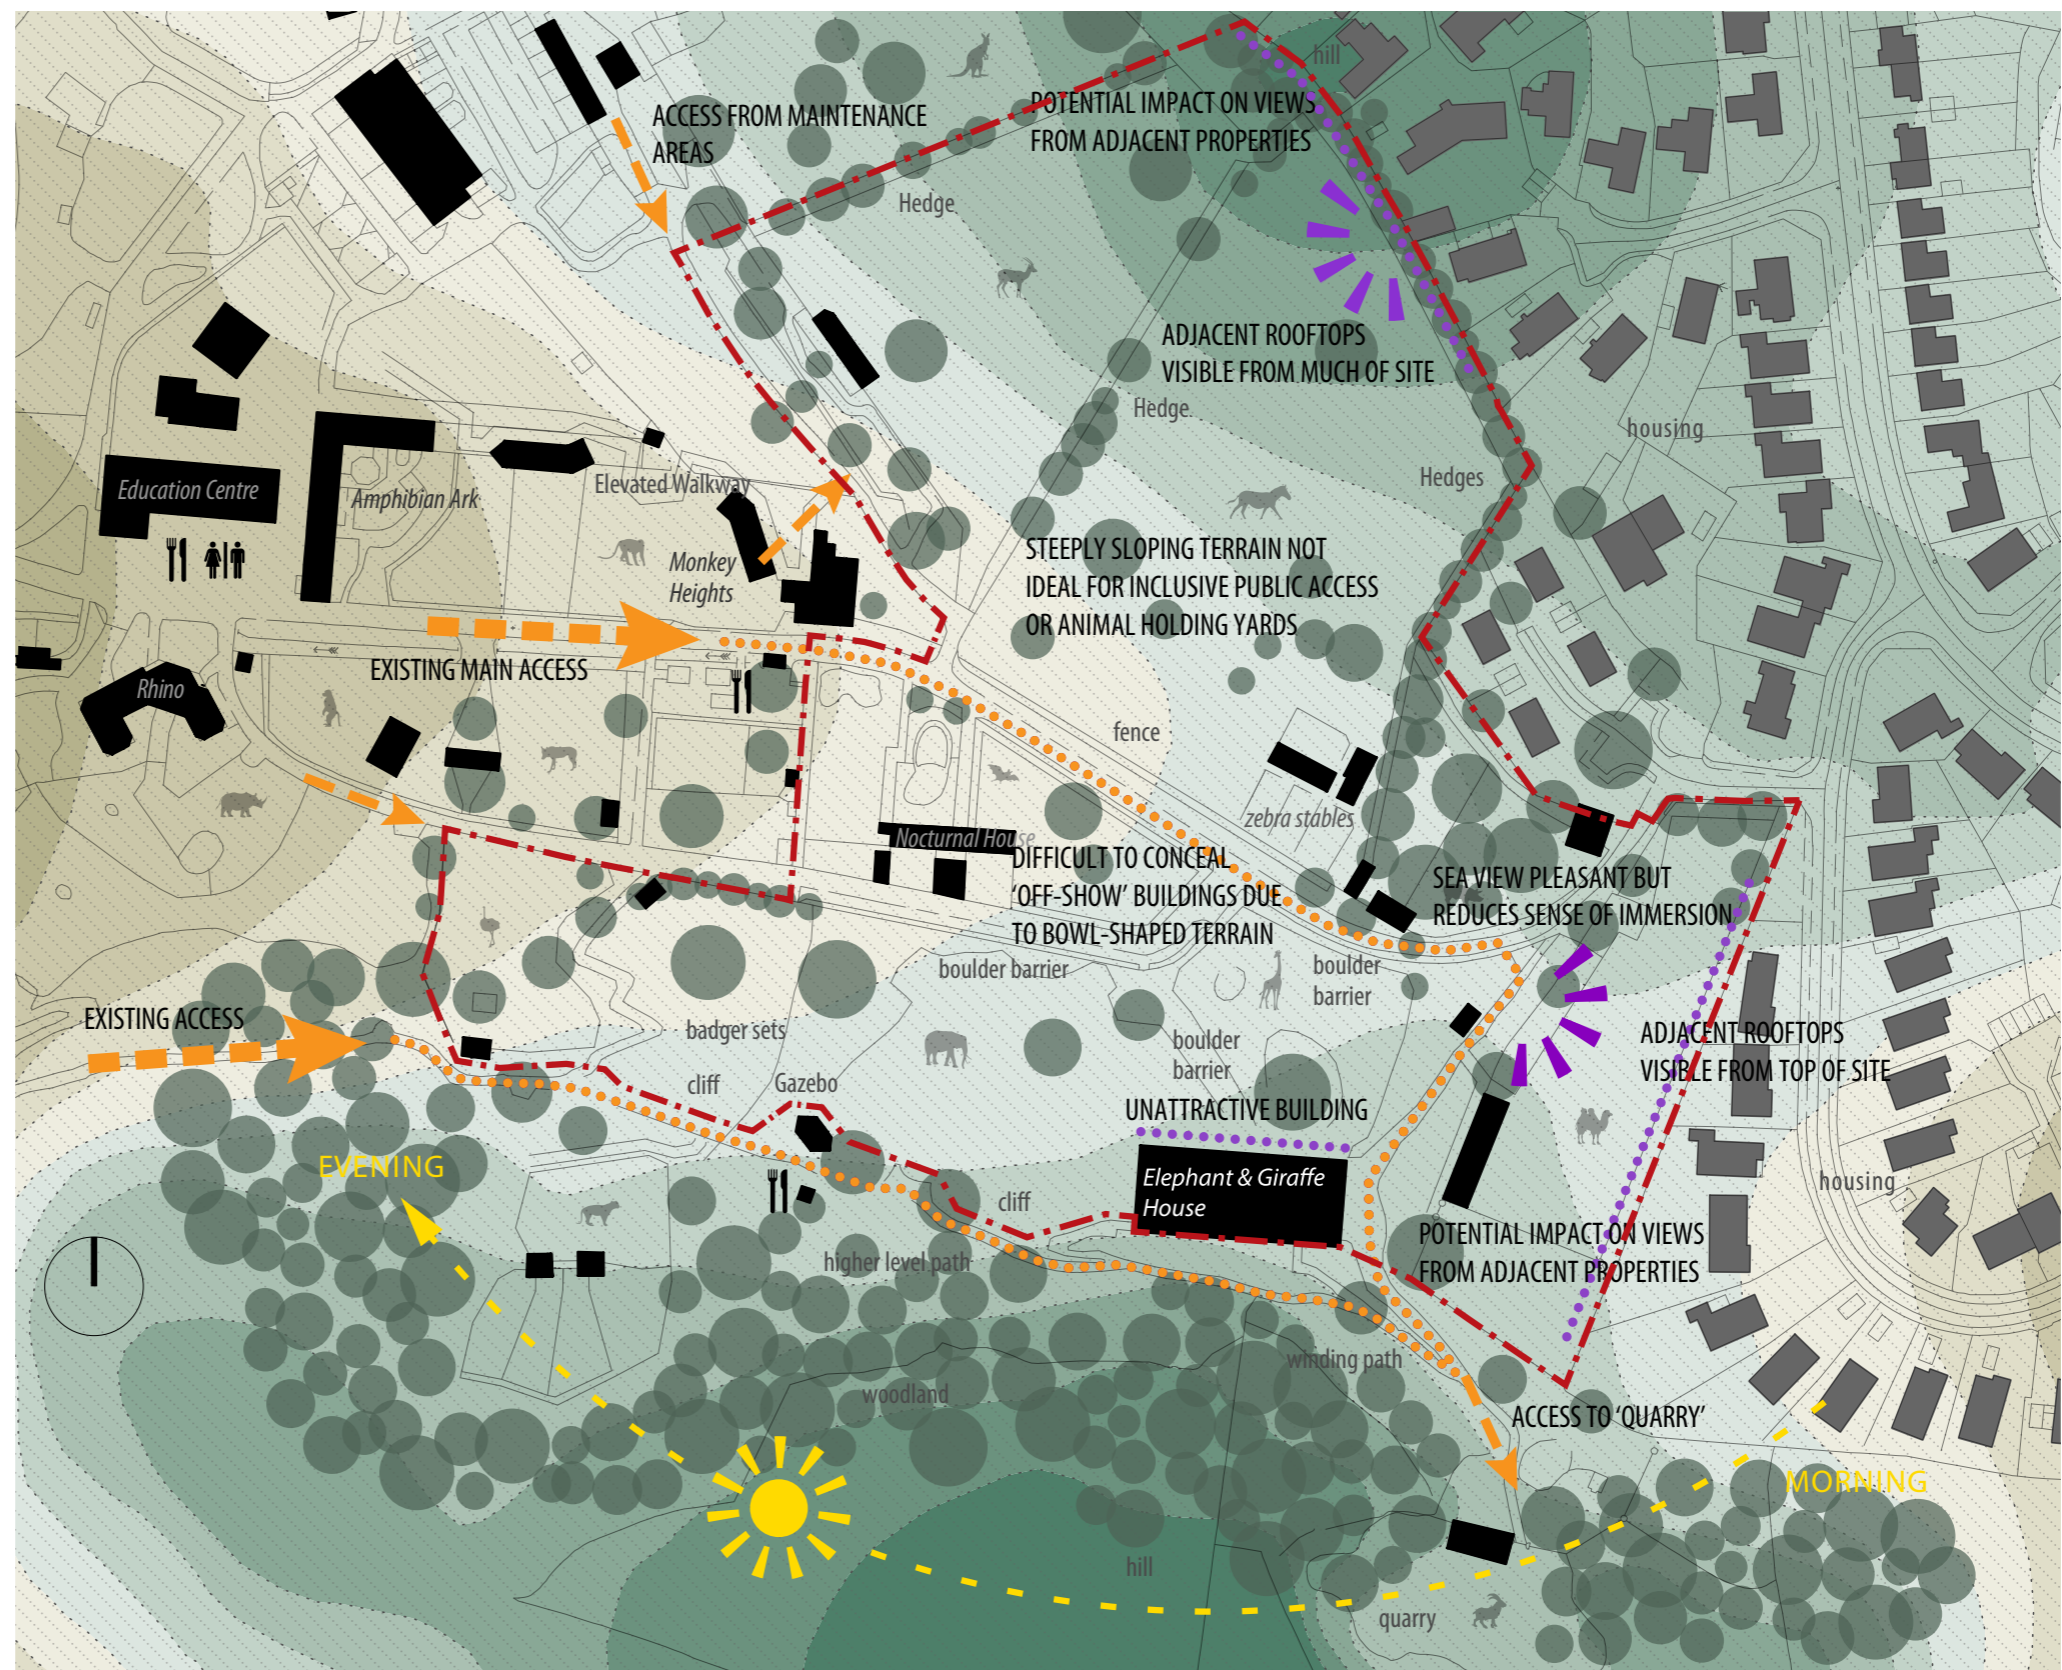 hill
ACCESS FROM MAINTENANCE
AREAS
POTENTIAL IMPACT ON VIEWS
FROM ADJACENT PROPERTIES
Hedge
ADJACENT ROOFTOPS
VISIBLE FROM MUCH OF SITE
Hedge
housing
Hedges
Education Centre
Amphibian Ark
Elevated Walkway
Monkey
Heights
STEEPLY SLOPING TERRAIN NOT
IDEAL FOR INCLUSIVE PUBLIC ACCESS
OR ANIMAL HOLDING YARDS
EXISTING MAIN ACCESS
Rhino
fence
zebra stables
Nocturnal House
DIFFICULT TO CONCEAL
‘OFF-SHOW’ BUILDINGS DUE
TO BOWL-SHAPED TERRAIN
SEA VIEW PLEASANT BUT
REDUCES SENSE OF IMMERSION
boulder barrier
boulder
barrier
EXISTING ACCESS
badger sets
boulder
barrier
ADJACENT ROOFTOPS
VISIBLE FROM TOP OF SITE
cliff
Gazebo
UNATTRACTIVE BUILDING
EVENING
Elephant & Giraffe
House
cliff
housing
POTENTIAL IMPACT ON VIEWS
FROM ADJACENT PROPERTIES
higher level path
winding path
woodland
ACCESS TO ‘QUARRY’
MORNING
hill
quarry